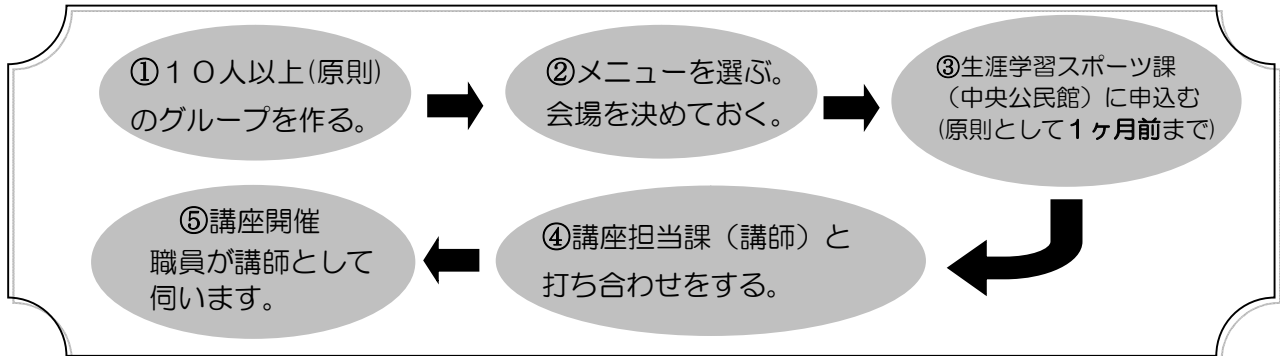 ①１０人以上(原則)
のグループを作る。
②メニューを選ぶ。
会場を決めておく。
③生涯学習スポーツ課
（中央公民館）に申込む
(原則として１ヶ月前まで)
④講座担当課（講師）と
打ち合わせをする。
⑤講座開催
職員が講師として
伺います。